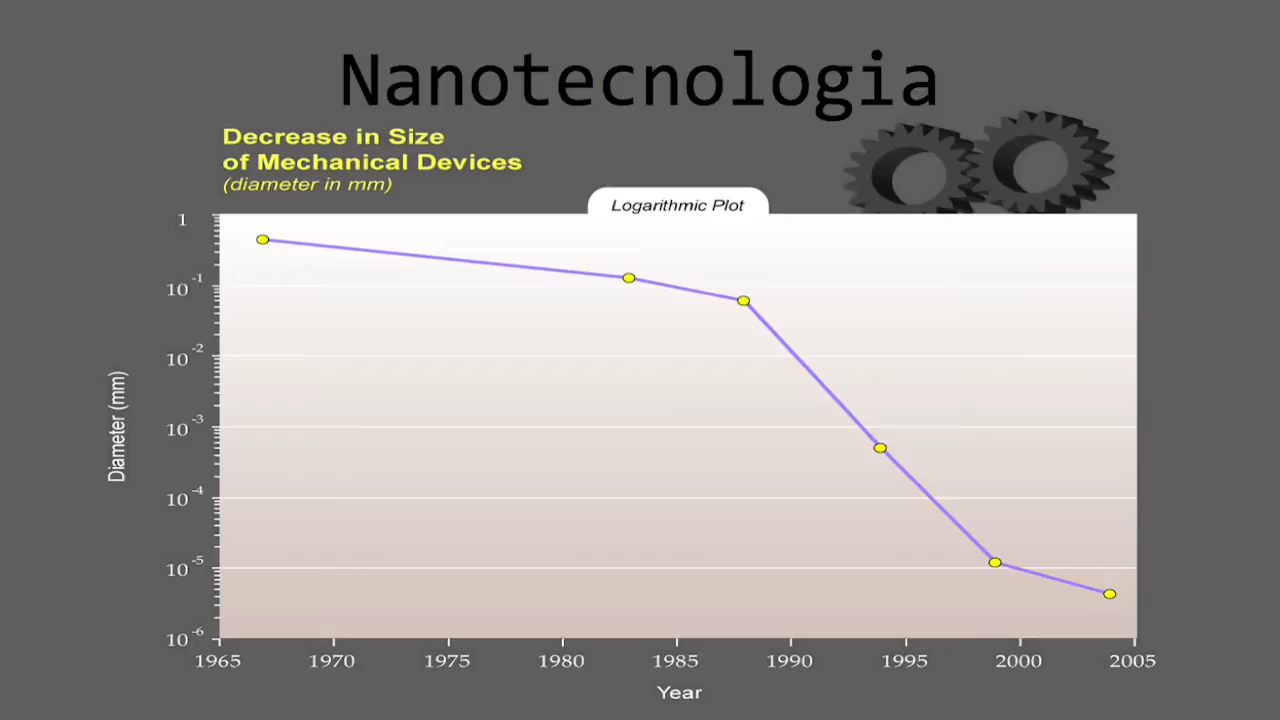 Nanotecnologia
Decrease in Size
of Mechanical Devices
(diameter in mm)
Logarithmic Plot
1
10^-1
10^-2
10^-3
10^-4
10^-5
10^-6
Diameter (mm)
1965 1970 1975 1980 1985 1990 1995 2000 2005
Year